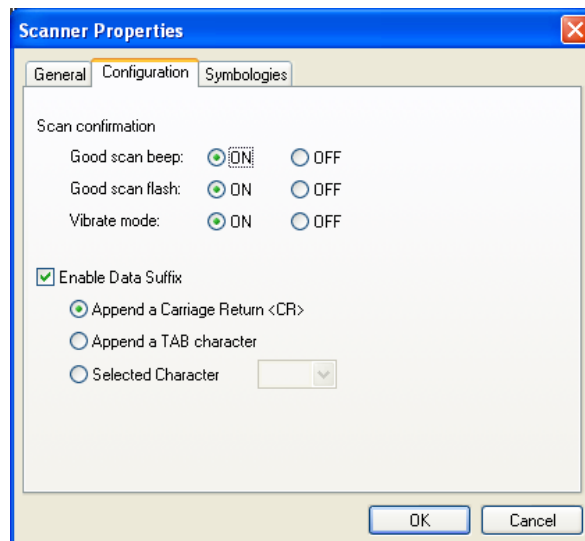 Scanner Properties
General Configuration Symbologies
Scan confirmation
Good scan beep: ON OFF
Good scan flash: ON OFF
Vibrate mode: ON OFF
Enable Data Suffix
Append a Carriage Return <CR>
Append a TAB character
Selected Character
OK Cancel